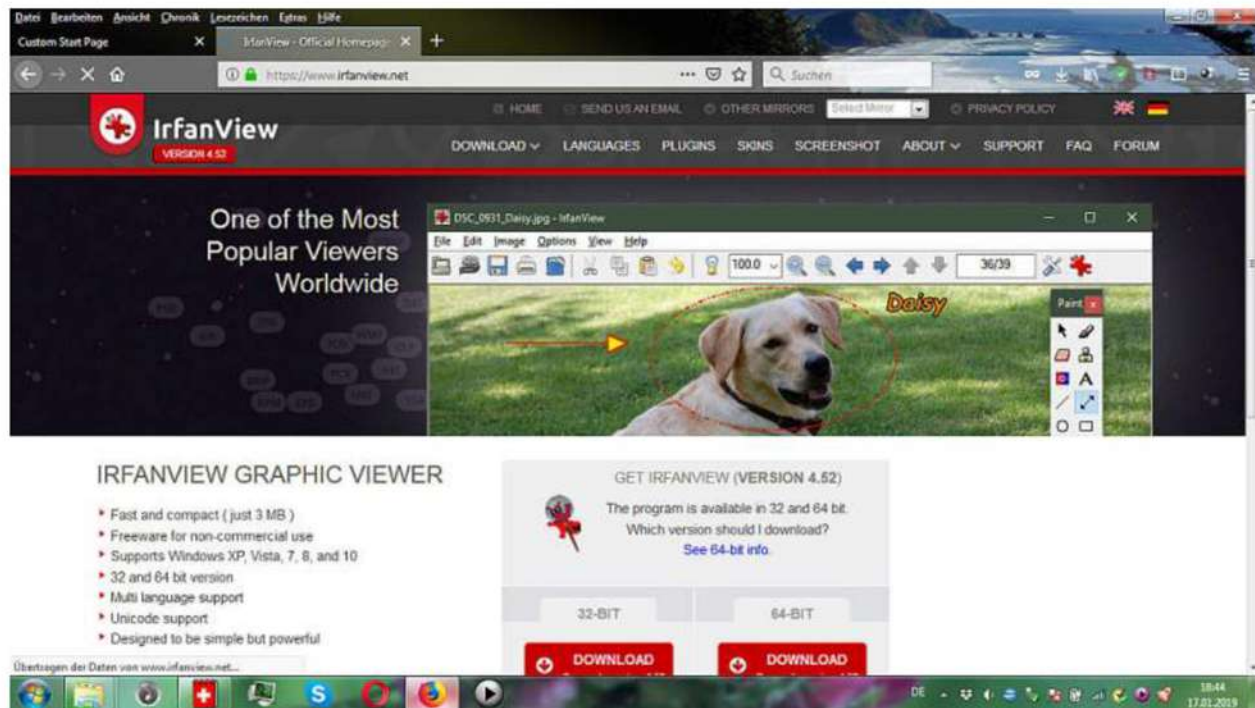 Datei Bearbeiten Ansicht Chronik Lesezeichen Extras Hilfe
Custom Start Page
IrfanView - Official Homepage
https://www.irfanview.net
Suchen
HOME SEND US AN EMAIL OTHER MIRRORS Select Mirror PRIVACY POLICY
IrfanView
VERSION 4.52
DOWNLOAD LANGUAGES PLUGINS SKINS SCREENSHOT ABOUT SUPPORT FAQ FORUM
One of the Most
Popular Viewers
Worldwide
DSC_0931_Daisy.jpg - IrfanView
File Edit Image Options View Help
100.0 36/39
Daisy
Paint
A
IRFANVIEW GRAPHIC VIEWER
Fast and compact ( just 3 MB )
Freeware for non-commercial use
Supports Windows XP, Vista, 7, 8, and 10
32 and 64 bit version
Multi language support
Unicode support
Designed to be simple but powerful
GET IRFANVIEW (VERSION 4.52)
The program is available in 32 and 64 bit.
Which version should I download?
See 64-bit info.
32-BIT 64-BIT
DOWNLOAD DOWNLOAD
Übertragen der Daten von www.irfanview.net...
DE
18:44
17.01.2019